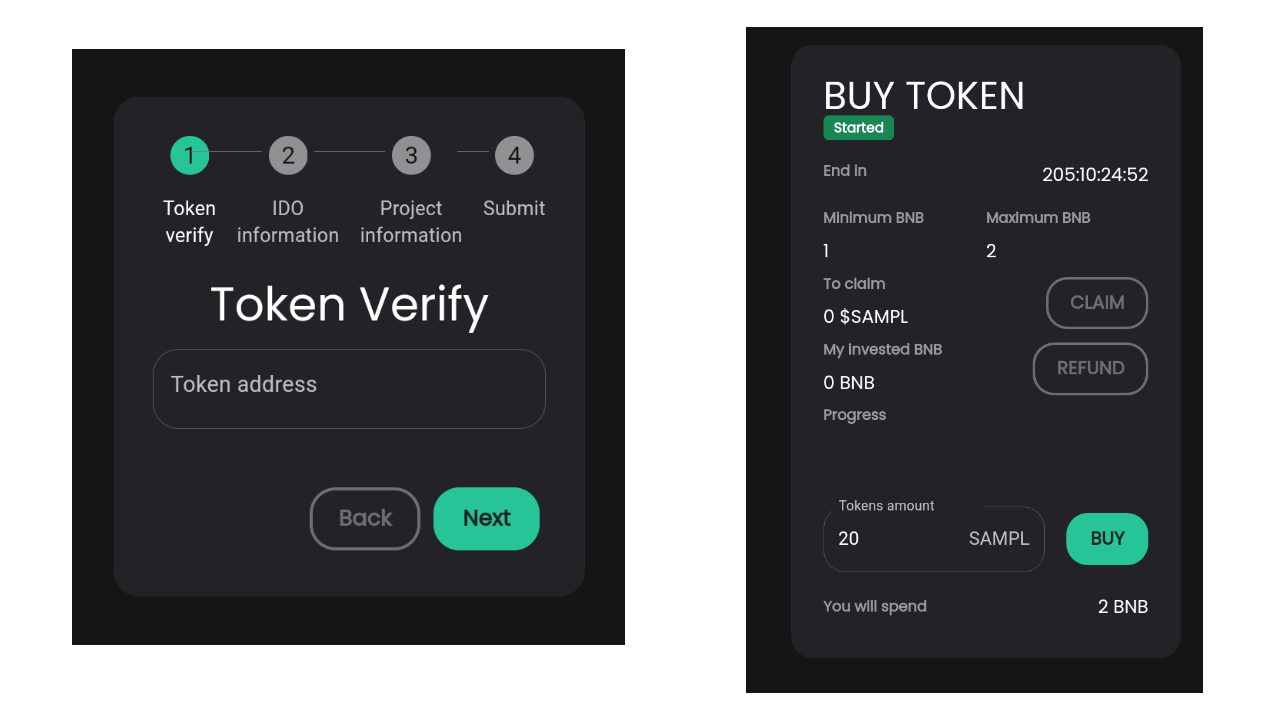 1 2 3 4
Token verify
IDO information
Project information
Submit
Token Verify
Token address
Back Next
BUY TOKEN
Started
End in 205:10:24:52
Minimum BNB Maximum BNB
1 2
To claim
0 $SAMPL
CLAIM
My invested BNB
0 BNB
REFUND
Progress
Tokens amount
20 SAMPL BUY
You will spend 2 BNB